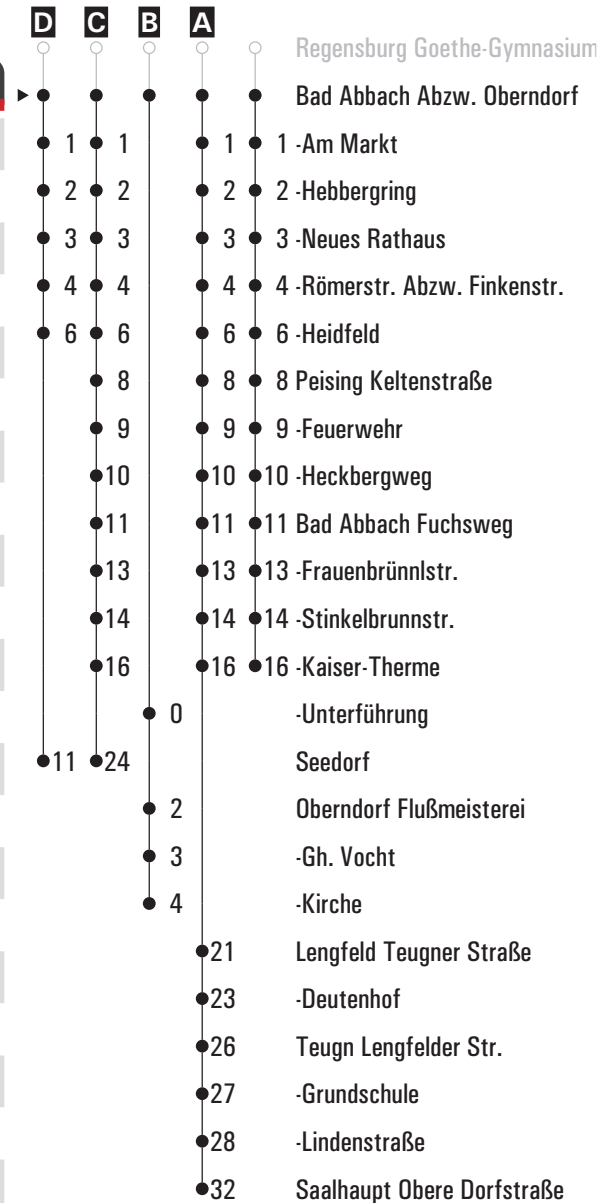 D C B A
Regensburg Goethe-Gymnasium
Bad Abbach Abzw. Oberndorf
1 1 1 1 -Am Markt
2 2 2 2 -Hebbergring
3 3 3 3 -Neues Rathaus
4 4 4 4 -Römerstr. Abzw. Finkenstr.
6 6 6 6 -Heidfeld
8 8 8 Peising Keltenstraße
9 9 9 -Feuerwehr
10 10 10 -Heckbergweg
11 11 11 Bad Abbach Fuchsweg
13 13 13 -Frauenbrünnlstr.
14 14 14 -Stinkelbrunnstr.
16 16 16 -Kaiser-Therme
0 -Unterführung
11 24 Seedorf
2 Oberndorf Flußmeisterei
3 -Gh. Vocht
4 -Kirche
21 Lengfeld Teugner Straße
23 -Deutenhof
26 Teugn Lengfelder Str.
27 -Grundschule
28 -Lindenstraße
32 Saalhaupt Obere Dorfstraße